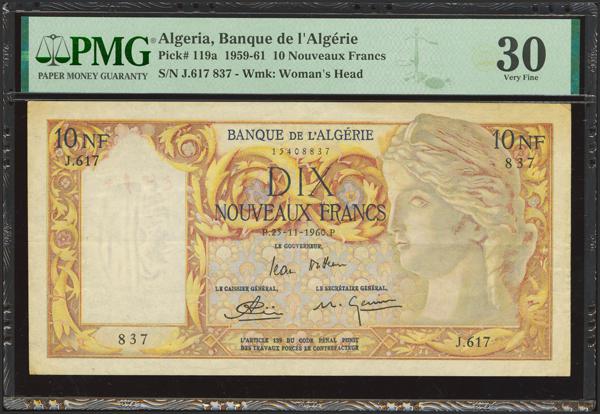 PMG
PAPER MONEY GUARANTY
Algeria, Banque de l'Algérie
Pick# 119a 1959-61 10 Nouveaux Francs
S/N J.617 837 - Wmk: Woman's Head
30
Very Fine
10 NF
J.617
BANQUE DE L'ALGÉRIE
15408837
10 NF
837
DIX
NOUVEAUX FRANCS
P.25-11-1960.P
LE GOUVERNEUR,
LE CAISSIER GÉNÉRAL,
LE SECRÉTAIRE GÉNÉRAL,
837
J.617
L'ARTICLE 139 DU CODE PÉNAL PUNIT
DES TRAVAUX FORCÉS LE CONTREFACTEUR